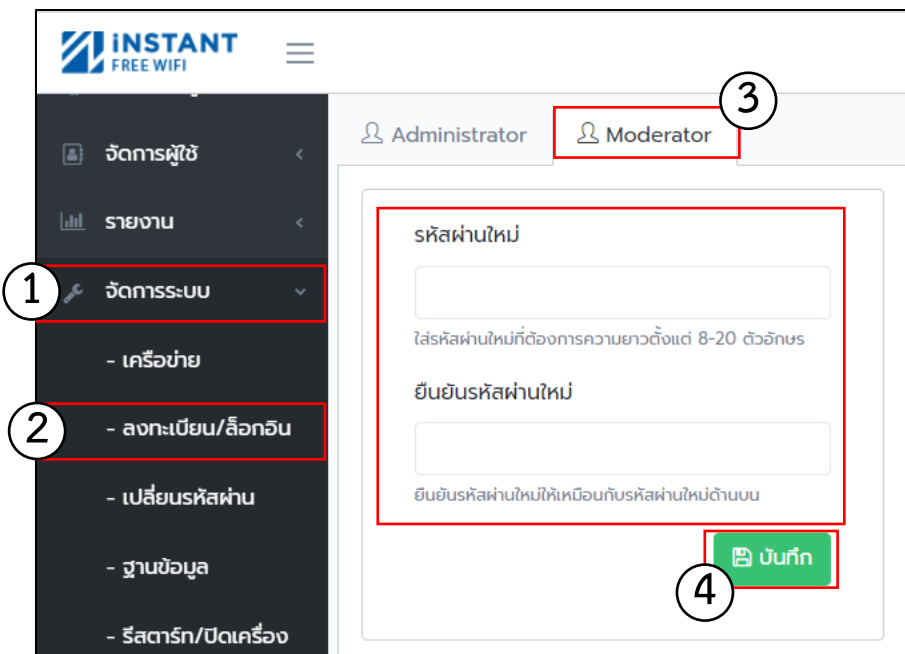 INSTANT
FREE WIFI
จัดการผู้ใช้
รายงาน
1
จัดการระบบ
- เครือข่าย
2
- ลงทะเบียน/ล็อกอิน
- เปลี่ยนรหัสผ่าน
- ฐานข้อมูล
- รีสตาร์ท/ปิดเครื่อง
Administrator
Moderator
3
รหัสผ่านใหม่
ใส่รหัสผ่านใหม่ที่ต้องการความยาวตั้งแต่ 8-20 ตัวอักษร
ยืนยันรหัสผ่านใหม่
ยืนยันรหัสผ่านใหม่ให้เหมือนกับรหัสผ่านใหม่ด้านบน
บันทึก
4